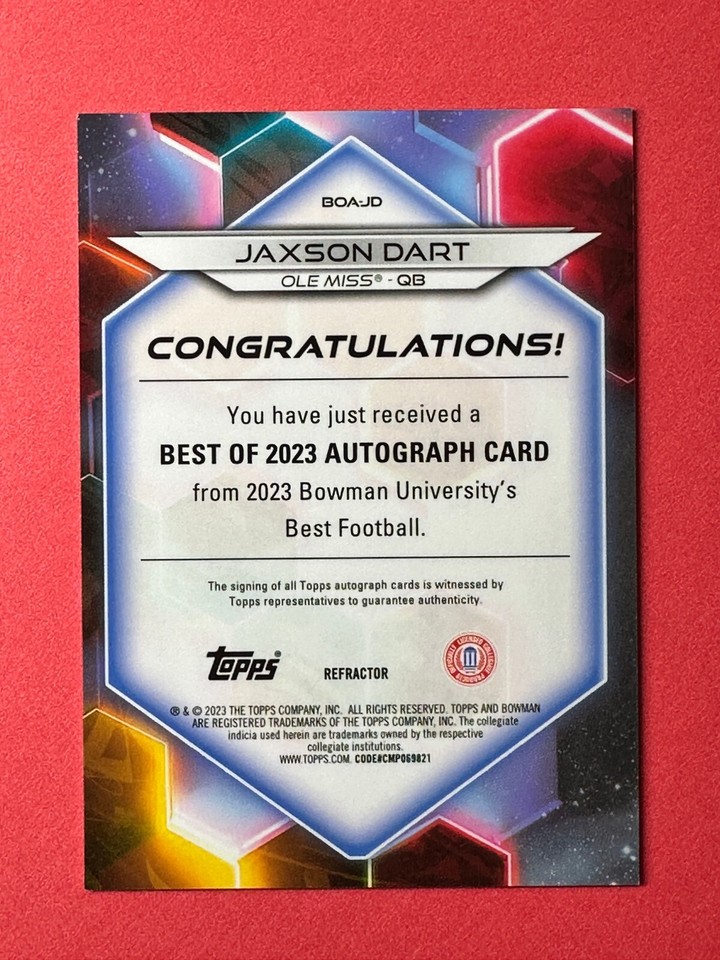 BOA-JD
JAXSON DART
OLE MISS® - QB
CONGRATULATIONS!
You have just received a
BEST OF 2023 AUTOGRAPH CARD
from 2023 Bowman University's
Best Football.
The signing of all Topps autograph cards is witnessed by
Topps representatives to guarantee authenticity.
topps®
REFRACTOR
OFFICIALLY LICENSED COLLEGIATE PRODUCTS
® & © 2023 THE TOPPS COMPANY, INC. ALL RIGHTS RESERVED. TOPPS AND BOWMAN
ARE REGISTERED TRADEMARKS OF THE TOPPS COMPANY, INC. The collegiate
indicia used herein are trademarks owned by the respective
collegiate institutions.
WWW.TOPPS.COM. CODE#CMP069821